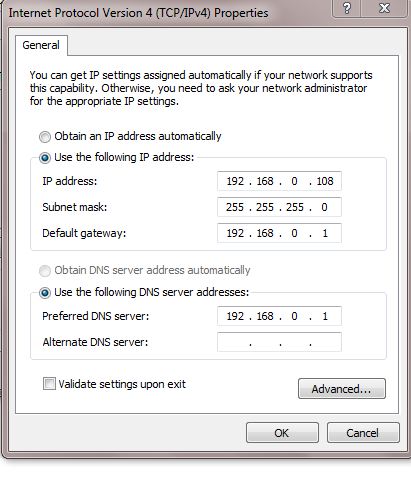 Internet Protocol Version 4 (TCP/IPv4) Properties
General
You can get IP settings assigned automatically if your network supports
this capability. Otherwise, you need to ask your network administrator
for the appropriate IP settings.
Obtain an IP address automatically
Use the following IP address:
IP address: 192 . 168 . 0 . 108
Subnet mask: 255 . 255 . 255 . 0
Default gateway: 192 . 168 . 0 . 1
Obtain DNS server address automatically
Use the following DNS server addresses:
Preferred DNS server: 192 . 168 . 0 . 1
Alternate DNS server: . . .
Validate settings upon exit
Advanced...
OK Cancel